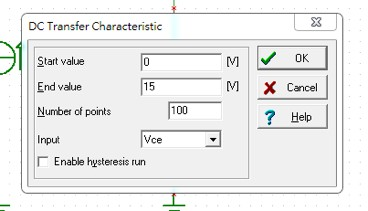 DC Transfer Characteristic
Start value 0 [V]
End value 15 [V]
Number of points 100
Input Vce
Enable hysteresis run
OK
Cancel
? Help